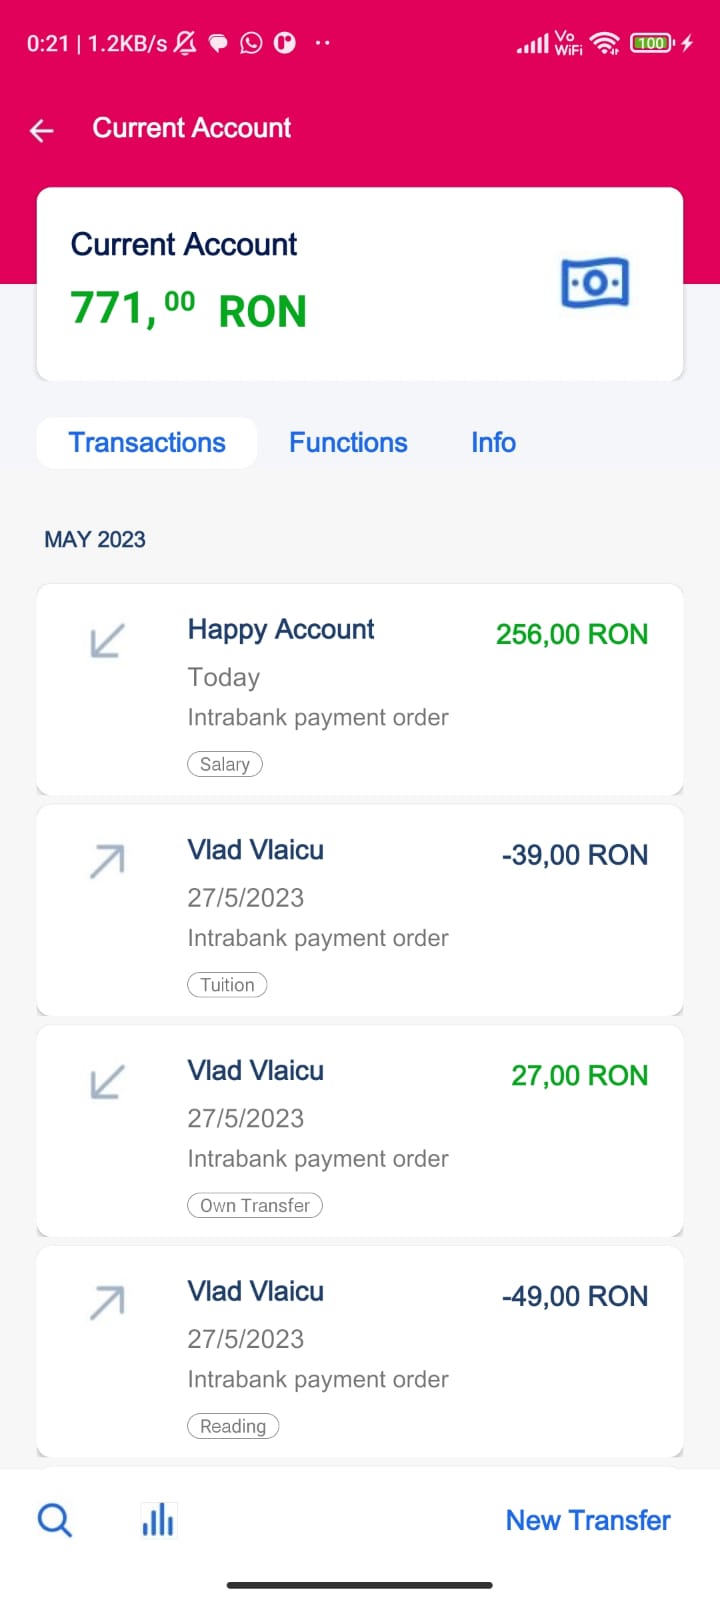 0:21 | 1.2KB/s
Vo
WiFi
100
Current Account
Current Account
771,00 RON
Transactions Functions Info
MAY 2023
Happy Account 256,00 RON
Today
Intrabank payment order
Salary
Vlad Vlaicu -39,00 RON
27/5/2023
Intrabank payment order
Tuition
Vlad Vlaicu 27,00 RON
27/5/2023
Intrabank payment order
Own Transfer
Vlad Vlaicu -49,00 RON
27/5/2023
Intrabank payment order
Reading
New Transfer